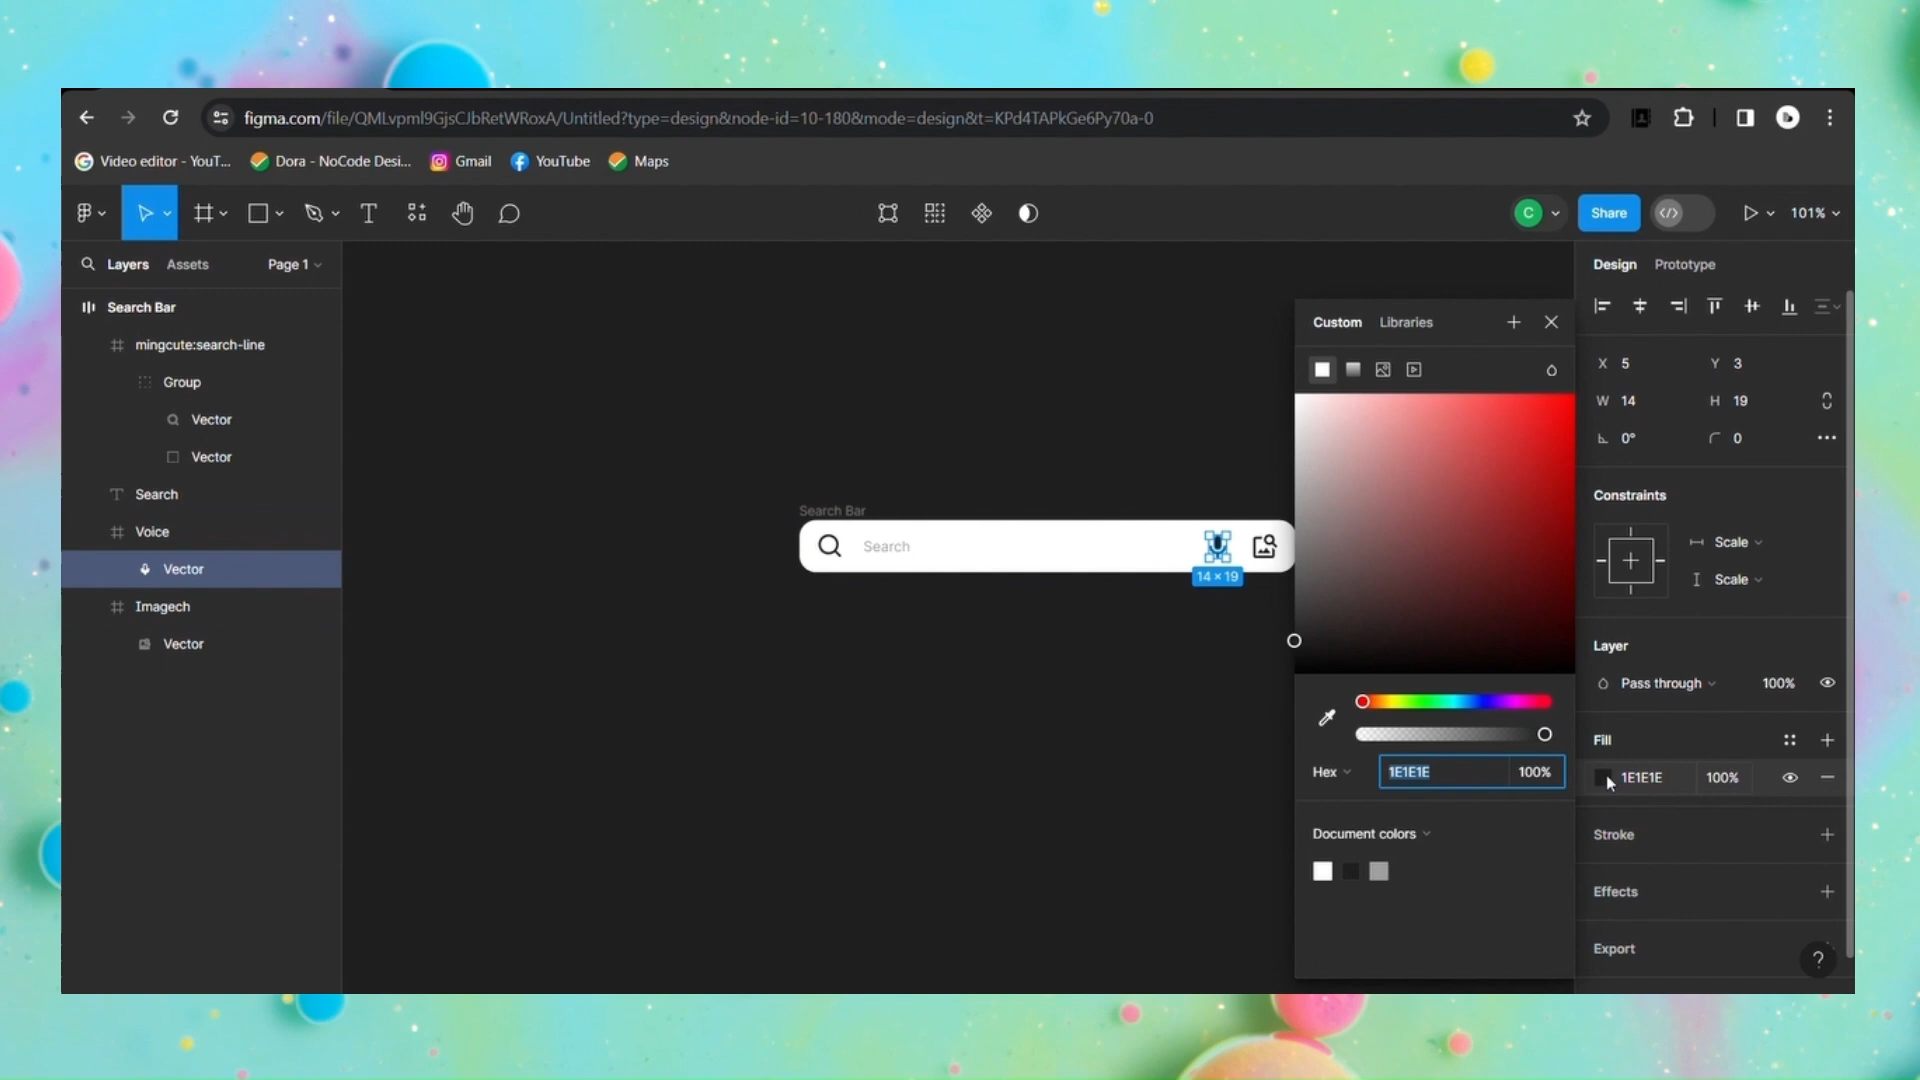 figma.com/file/QMLvpml9GjsCJbRetWRoxA/Untitled?type=design&node-id=10-180&mode=design&t=KPd4TAPkGe6Py70a-0
Video editor - YouT... Dora - NoCode Desi... Gmail YouTube Maps
C Share 101%
Layers Assets Page 1
Search Bar
mingcute:search-line
Group
Vector
Vector
Search
Voice
Vector
Imagech
Vector
Search Bar
Search
14 × 19
Custom Libraries
Hex 1E1E1E 100%
Document colors
Design Prototype
X 5 Y 3
W 14 H 19
0° 0
Constraints
Scale
Scale
Layer
Pass through 100%
Fill
1E1E1E 100%
Stroke
Effects
Export
?